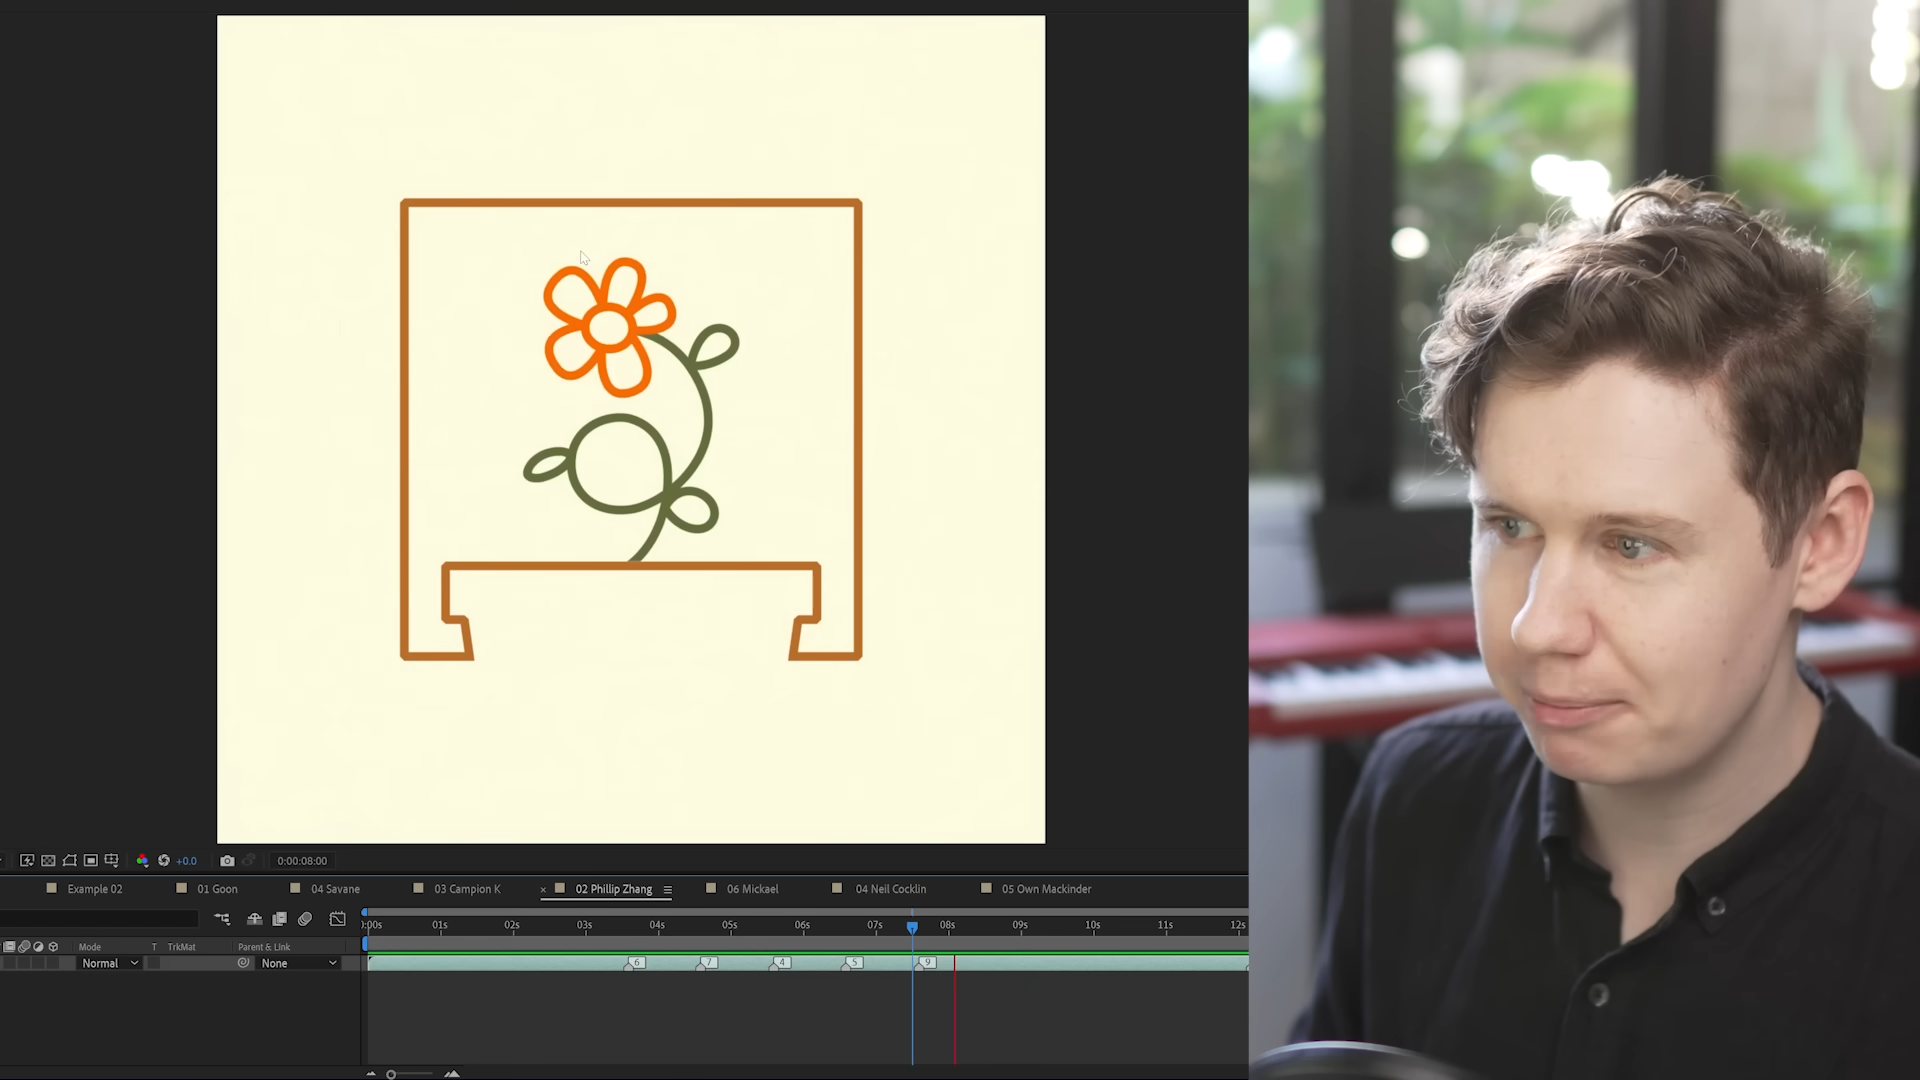 +0.0
0:00:08:00
Example 02
01 Goon
04 Savane
03 Campion K
× 02 Phillip Zhang
06 Mickael
04 Neil Cocklin
05 Own Mackinder
:00s 01s 02s 03s 04s 05s 06s 07s 08s 09s 10s 11s 12s
Mode T TrkMat Parent & Link
Normal None
6 7 4 5 9